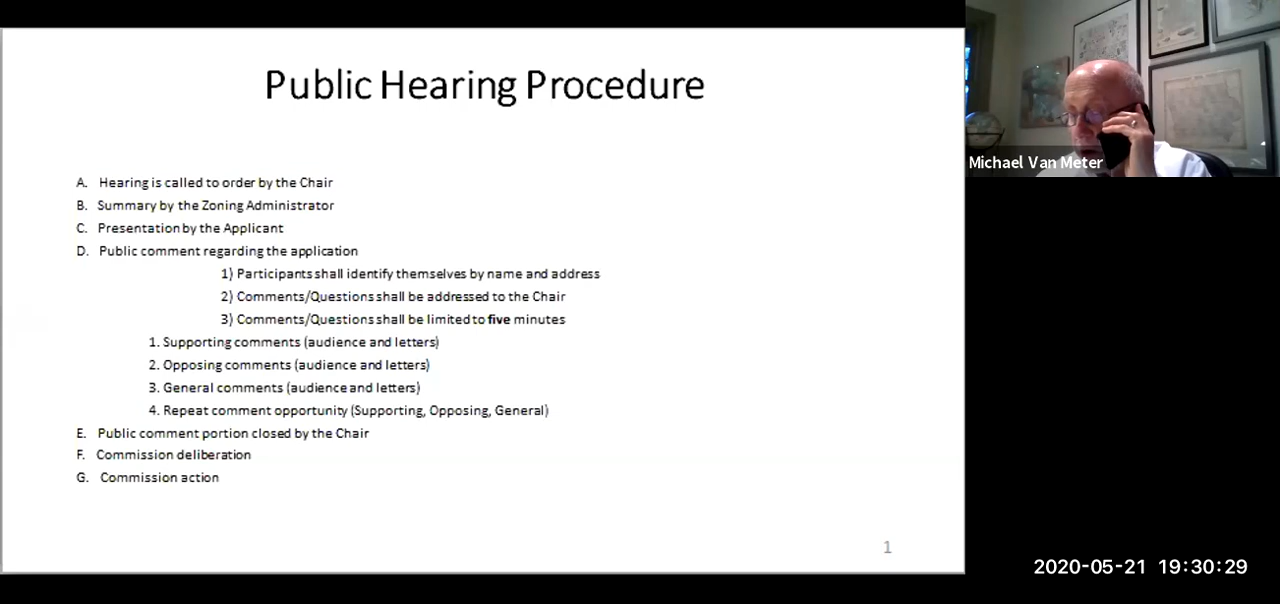 Public Hearing Procedure
A. Hearing is called to order by the Chair
B. Summary by the Zoning Administrator
C. Presentation by the Applicant
D. Public comment regarding the application
1) Participants shall identify themselves by name and address
2) Comments/Questions shall be addressed to the Chair
3) Comments/Questions shall be limited to five minutes
1. Supporting comments (audience and letters)
2. Opposing comments (audience and letters)
3. General comments (audience and letters)
4. Repeat comment opportunity (Supporting, Opposing, General)
E. Public comment portion closed by the Chair
F. Commission deliberation
G. Commission action
1
Michael Van Meter
2020-05-21 19:30:29